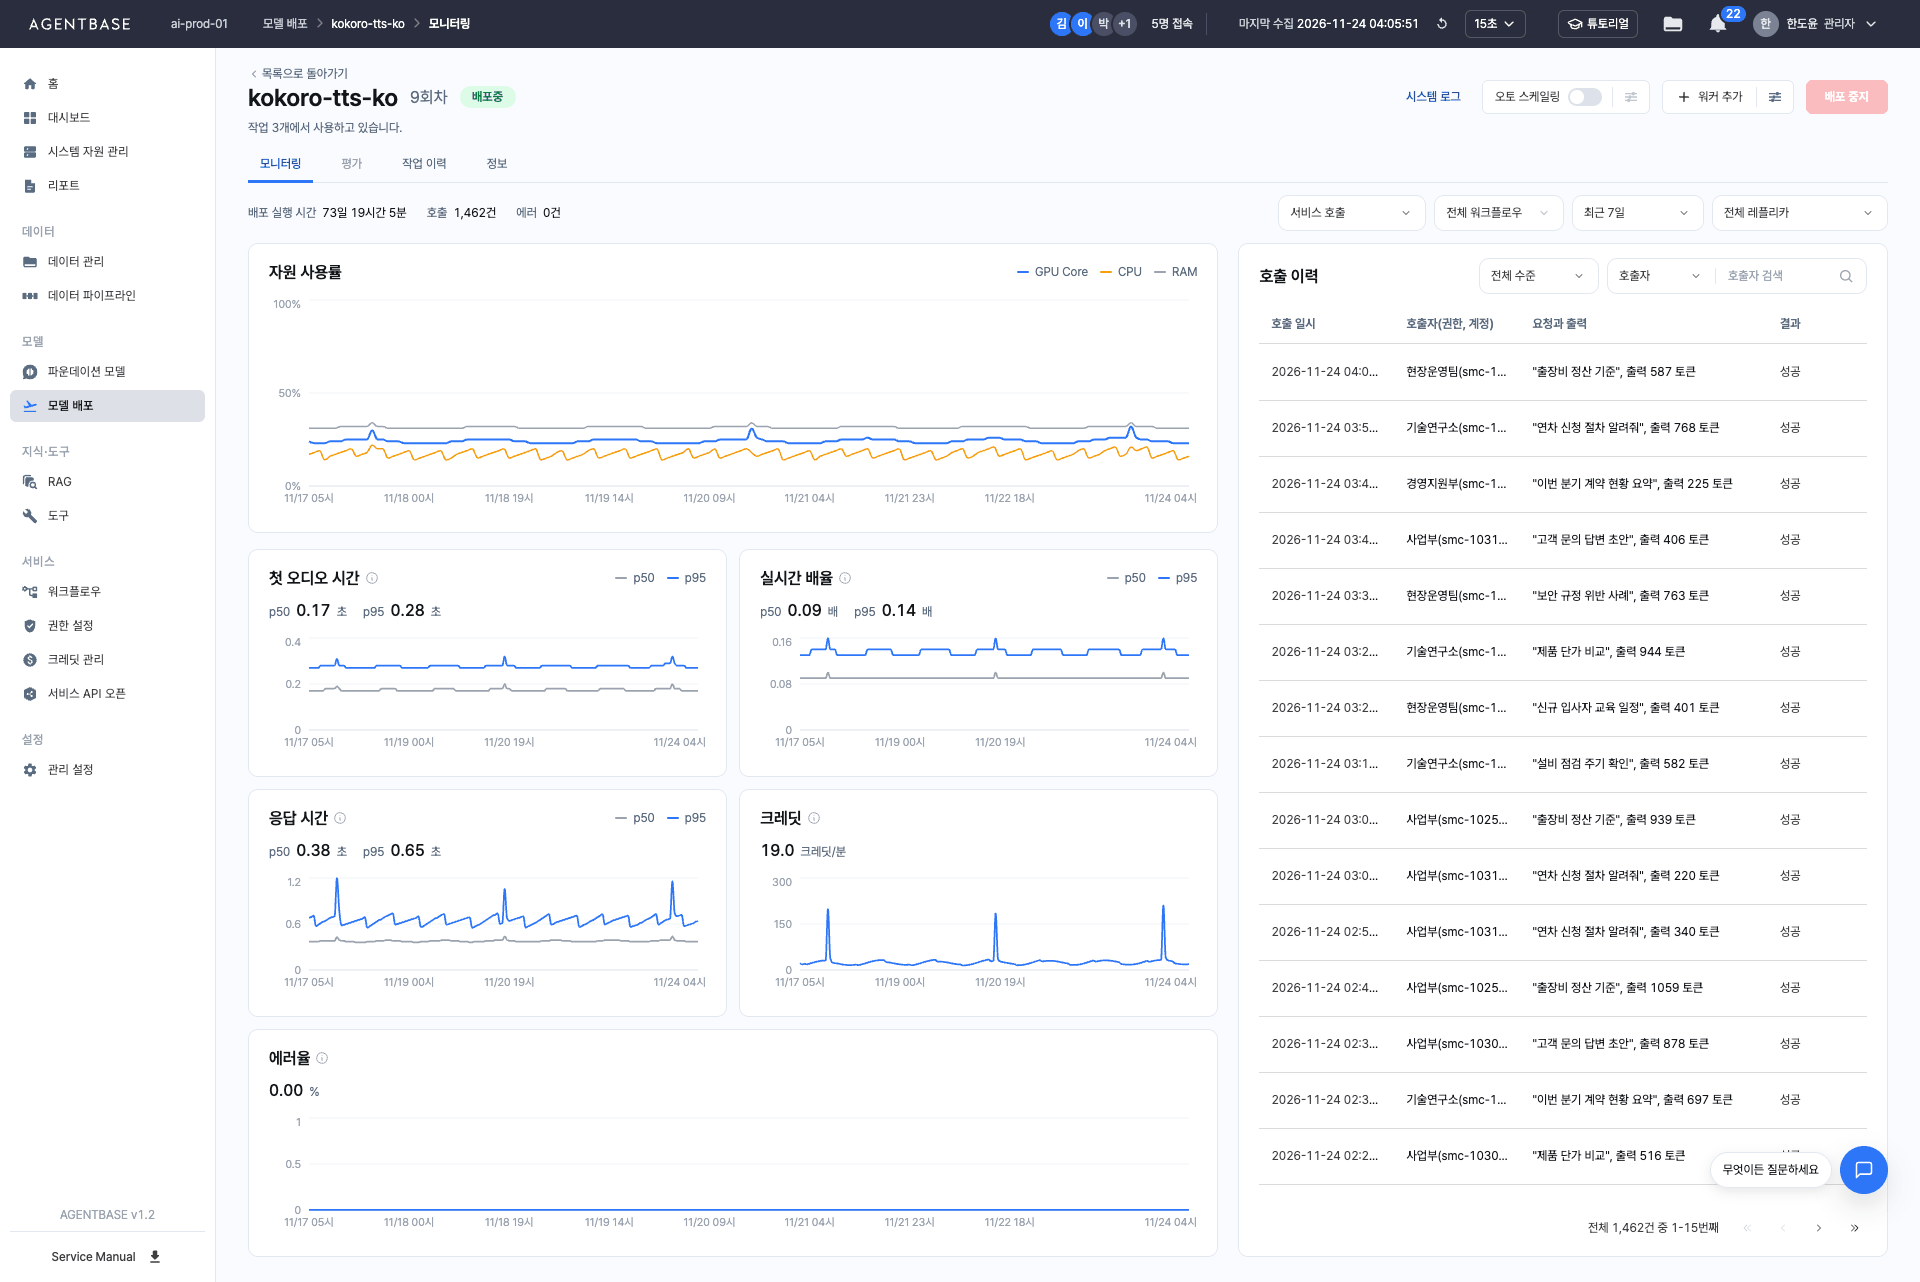 AGENTBASE
ai-prod-01
모델 배포 > kokoro-tts-ko > 모니터링
김 이 박 +1 5명 접속
마지막 수집 2026-11-24 04:05:51
15초
튜토리얼
22
한 한도윤 관리자
홈
대시보드
시스템 자원 관리
리포트
데이터
데이터 관리
데이터 파이프라인
모델
파운데이션 모델
모델 배포
지식·도구
RAG
도구
서비스
워크플로우
권한 설정
크레딧 관리
서비스 API 오픈
설정
관리 설정
AGENTBASE v1.2
Service Manual
목록으로 돌아가기
kokoro-tts-ko 9회차 배포중
작업 3개에서 사용하고 있습니다.
시스템 로그
오토 스케일링
워커 추가
배포 중지
모니터링 평가 작업 이력 정보
배포 실행 시간 73일 19시간 5분 호출 1,462건 에러 0건
서비스 호출
전체 워크플로우
최근 7일
전체 레플리카
자원 사용률
GPU Core CPU RAM
100%
50%
0%
11/17 05시 11/18 00시 11/18 19시 11/19 14시 11/20 09시 11/21 04시 11/21 23시 11/22 18시 11/24 04시
첫 오디오 시간
p50 p95
p50 0.17 초 p95 0.28 초
0.4
0.2
0
11/17 05시 11/19 00시 11/20 19시 11/24 04시
실시간 배율
p50 p95
p50 0.09 배 p95 0.14 배
0.16
0.08
0
11/17 05시 11/19 00시 11/20 19시 11/24 04시
응답 시간
p50 p95
p50 0.38 초 p95 0.65 초
1.2
0.6
0
11/17 05시 11/19 00시 11/20 19시 11/24 04시
크레딧
19.0 크레딧/분
300
150
0
11/17 05시 11/19 00시 11/20 19시 11/24 04시
에러율
0.00 %
1
0.5
0
11/17 05시 11/18 00시 11/18 19시 11/19 14시 11/20 09시 11/21 04시 11/21 23시 11/22 18시 11/24 04시
호출 이력
전체 수준
호출자
호출자 검색
호출 일시 호출자(권한, 계정) 요청과 출력 결과
2026-11-24 04:0... 현장운영팀(smc-1... "출장비 정산 기준", 출력 587 토큰 성공
2026-11-24 03:5... 기술연구소(smc-1... "연차 신청 절차 알려줘", 출력 768 토큰 성공
2026-11-24 03:4... 경영지원부(smc-1... "이번 분기 계약 현황 요약", 출력 225 토큰 성공
2026-11-24 03:4... 사업부(smc-1031... "고객 문의 답변 초안", 출력 406 토큰 성공
2026-11-24 03:3... 현장운영팀(smc-1... "보안 규정 위반 사례", 출력 763 토큰 성공
2026-11-24 03:2... 기술연구소(smc-1... "제품 단가 비교", 출력 944 토큰 성공
2026-11-24 03:2... 현장운영팀(smc-1... "신규 입사자 교육 일정", 출력 401 토큰 성공
2026-11-24 03:1... 기술연구소(smc-1... "설비 점검 주기 확인", 출력 582 토큰 성공
2026-11-24 03:0... 사업부(smc-1025... "출장비 정산 기준", 출력 939 토큰 성공
2026-11-24 03:0... 사업부(smc-1031... "연차 신청 절차 알려줘", 출력 220 토큰 성공
2026-11-24 02:5... 사업부(smc-1031... "연차 신청 절차 알려줘", 출력 340 토큰 성공
2026-11-24 02:4... 사업부(smc-1025... "출장비 정산 기준", 출력 1059 토큰 성공
2026-11-24 02:3... 사업부(smc-1030... "고객 문의 답변 초안", 출력 878 토큰 성공
2026-11-24 02:3... 기술연구소(smc-1... "이번 분기 계약 현황 요약", 출력 697 토큰 성공
2026-11-24 02:2... 사업부(smc-1030... "제품 단가 비교", 출력 516 토큰
무엇이든 질문하세요
전체 1,462건 중 1-15번째